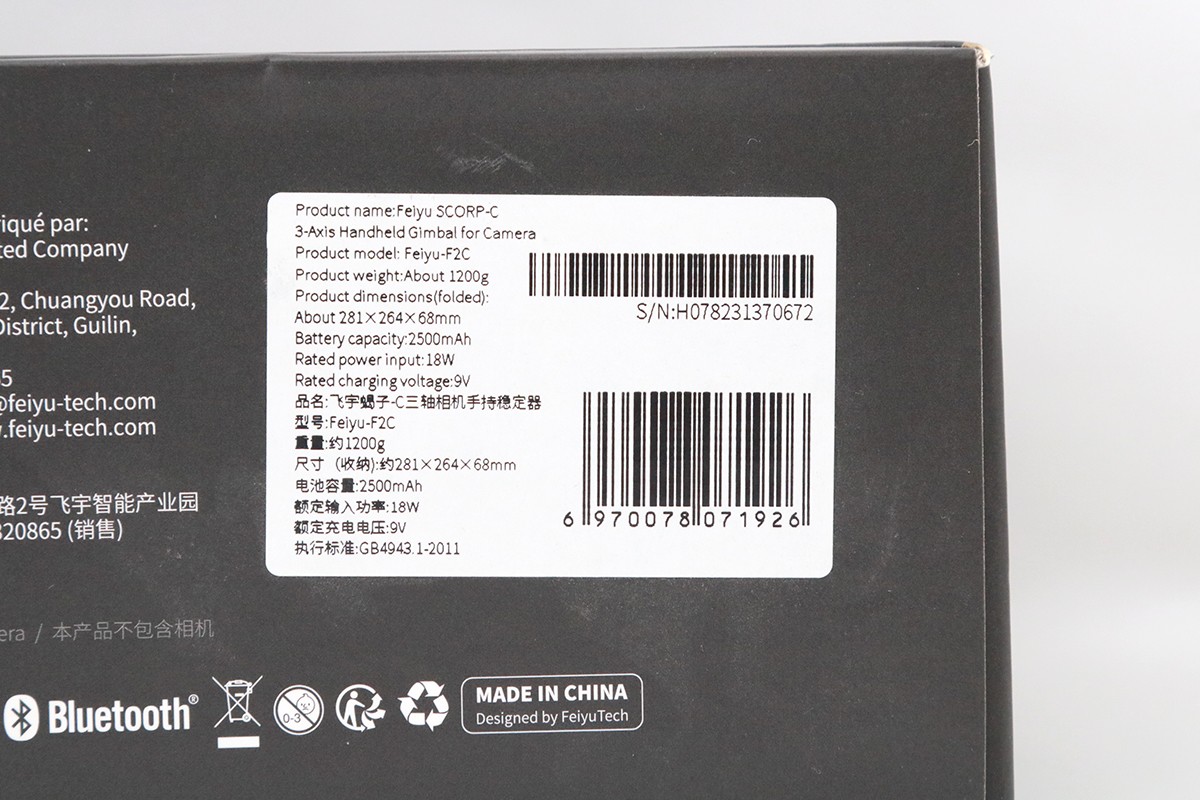 iqué par:
ted Company
2, Chuangyou Road,
District, Guilin,
5
@feiyu-tech.com
.feiyu-tech.com
路2号飞宇智能产业园
320865 (销售)
era / 本产品不包含相机
Product name:Feiyu SCORP-C
3-Axis Handheld Gimbal for Camera
Product model: Feiyu-F2C
Product weight:About 1200g
Product dimensions(folded):
About 281×264×68mm
Battery capacity:2500mAh
Rated power input:18W
Rated charging voltage:9V
品名:飞宇蝎子-C三轴相机手持稳定器
型号:Feiyu-F2C
重量:约1200g
尺寸 (收纳):约281×264×68mm
电池容量:2500mAh
额定输入功率:18W
额定充电电压:9V
执行标准:GB4943.1-2011
S/N:H078231370672
6 970078 071926
Bluetooth®
0-3
MADE IN CHINA
Designed by FeiyuTech